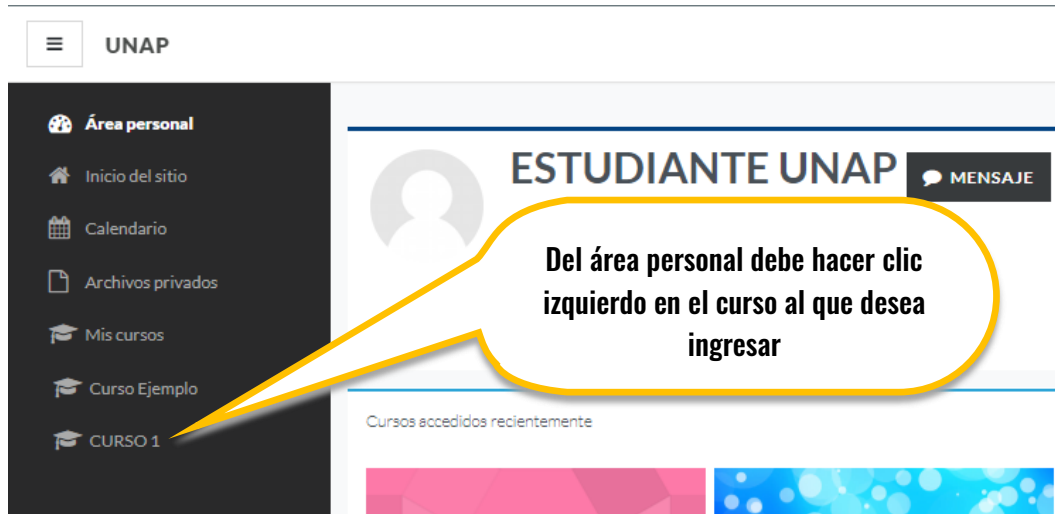 UNAP
Área personal
Inicio del sitio
Calendario
Archivos privados
Mis cursos
Curso Ejemplo
CURSO 1
ESTUDIANTE UNAP
MENSAJE
Del área personal debe hacer clic
izquierdo en el curso al que desea
ingresar
Cursos accedidos recientemente